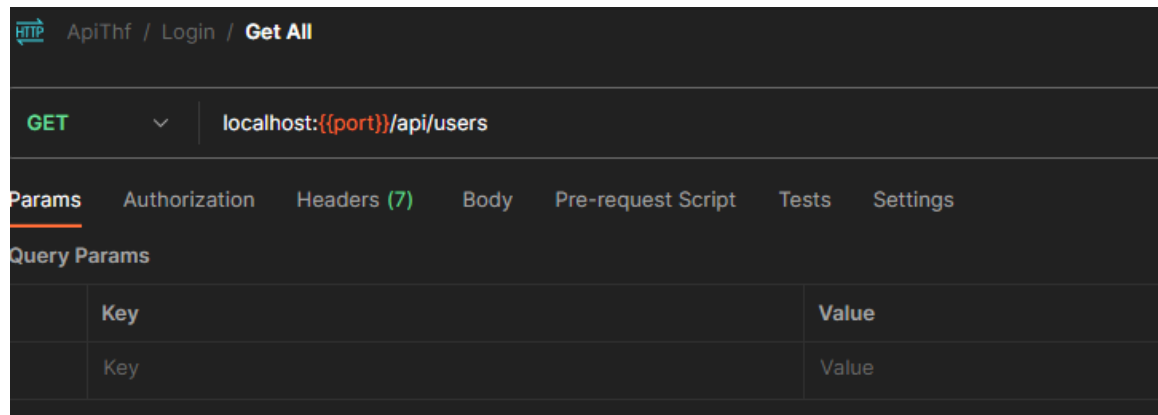 HTTP ApiThf / Login / Get All
GET localhost:{{port}}/api/users
Params Authorization Headers (7) Body Pre-request Script Tests Settings
Query Params
Key Value
Key Value